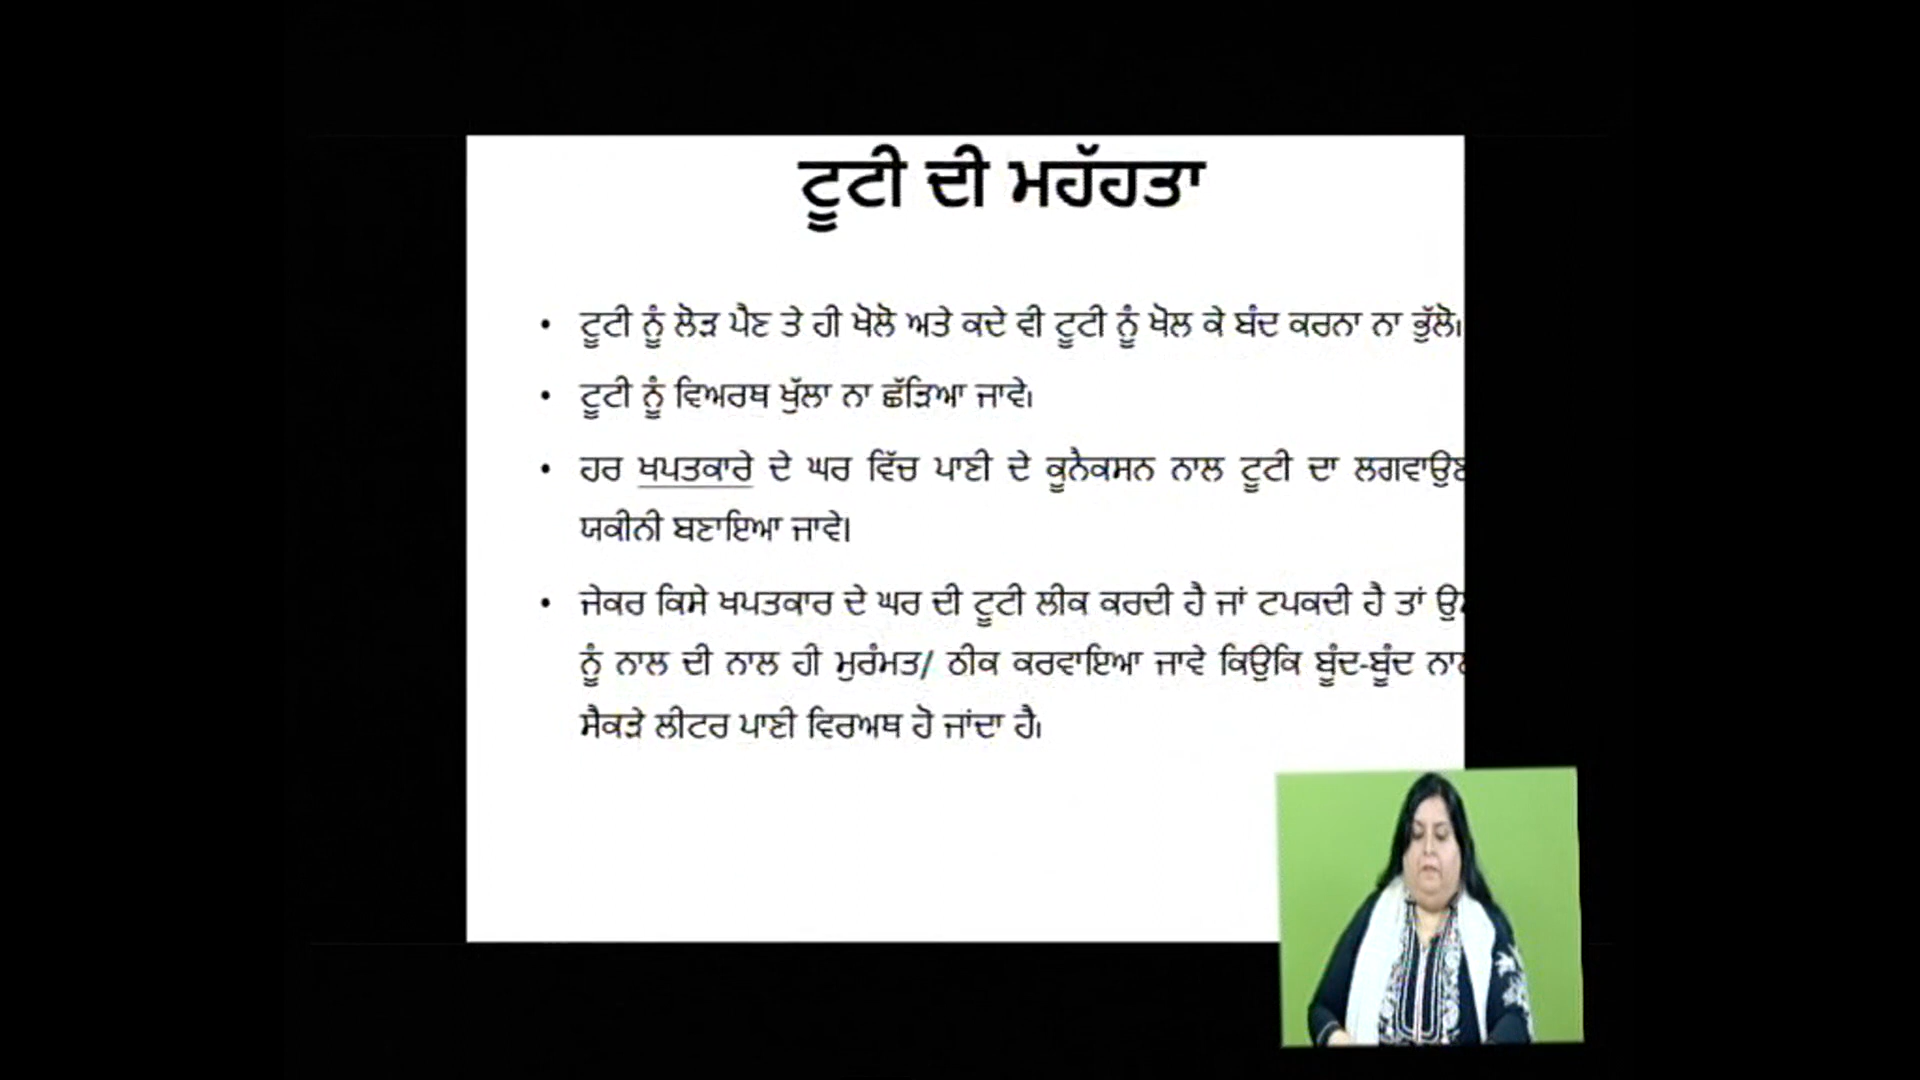 ਟੂਟੀ ਦੀ ਮਹੱਹਤਾ
• ਟੂਟੀ ਨੂੰ ਲੋੜ ਪੈਣ ਤੇ ਹੀ ਖੋਲੋ ਅਤੇ ਕਦੇ ਵੀ ਟੂਟੀ ਨੂੰ ਖੋਲ ਕੇ ਬੰਦ ਕਰਨਾ ਨਾ ਭੁੱਲੋ।
• ਟੂਟੀ ਨੂੰ ਵਿਅਰਥ ਖੁੱਲਾ ਨਾ ਛੱਡਿਆ ਜਾਵੇ।
• ਹਰ ਖਪਤਕਾਰੇ ਦੇ ਘਰ ਵਿੱਚ ਪਾਣੀ ਦੇ ਕੂਨੈਕਸਨ ਨਾਲ ਟੂਟੀ ਦਾ
ਯਕੀਨੀ ਬਣਾਇਆ ਜਾਵੇ।
• ਜੇਕਰ ਕਿਸੇ ਖਪਤਕਾਰ ਦੇ ਘਰ ਦੀ ਟੂਟੀ ਲੀਕ ਕਰਦੀ ਹੈ ਜਾਂ ਟਪਕਦੀ ਹੈ ਤਾਂ
ਨੂੰ ਨਾਲ ਦੀ ਨਾਲ ਹੀ ਮੁਰੰਮਤ/ ਠੀਕ ਕਰਵਾਇਆ ਜਾਵੇ ਕਿਉਕਿ ਬੂੰਦ-ਬੂੰਦ
ਸੈਕੜੇ ਲੀਟਰ ਪਾਣੀ ਵਿਰਅਥ ਹੋ ਜਾਂਦਾ ਹੈ।